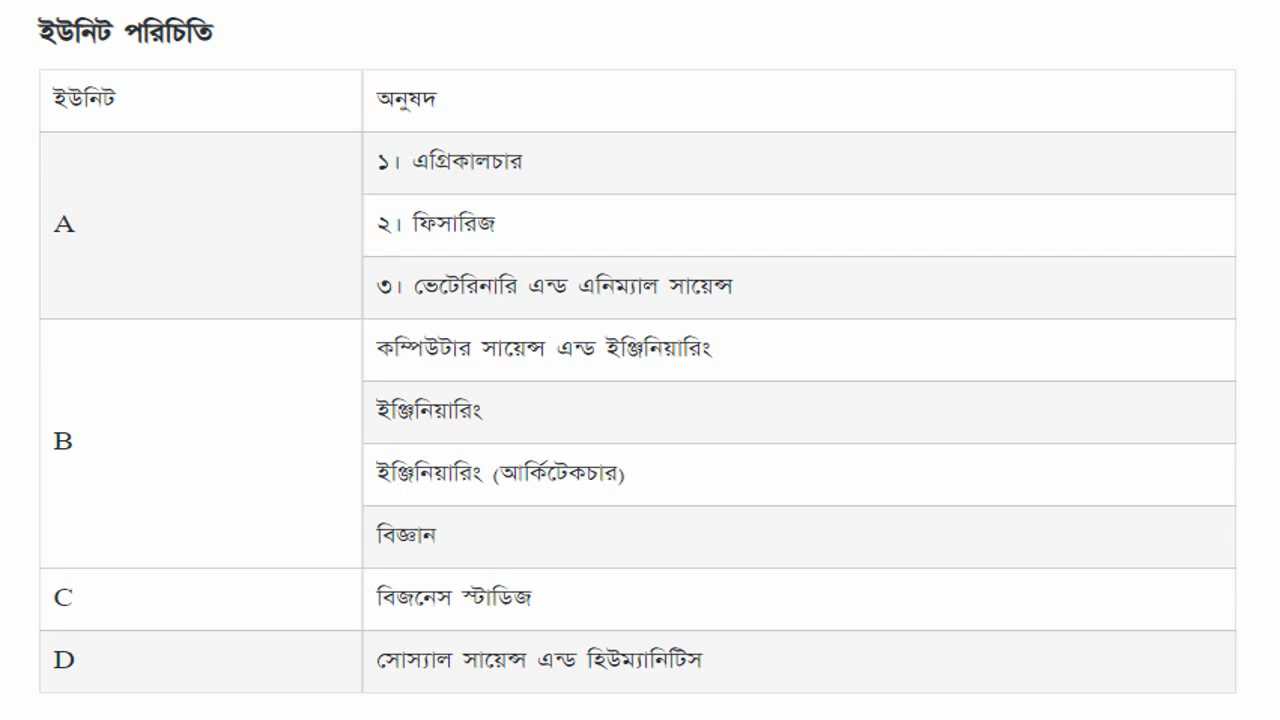 ইউনিট পরিচিতি
ইউনিট অনুষদ
A
১। এগ্রিকালচার
২। ফিসারিজ
৩। ভেটেরিনারি এন্ড এনিম্যাল সায়েন্স
B
কম্পিউটার সায়েন্স এন্ড ইঞ্জিনিয়ারিং
ইঞ্জিনিয়ারিং
ইঞ্জিনিয়ারিং (আর্কিটেকচার)
বিজ্ঞান
C বিজনেস স্টাডিজ
D সোস্যাল সায়েন্স এন্ড হিউম্যানিটিস